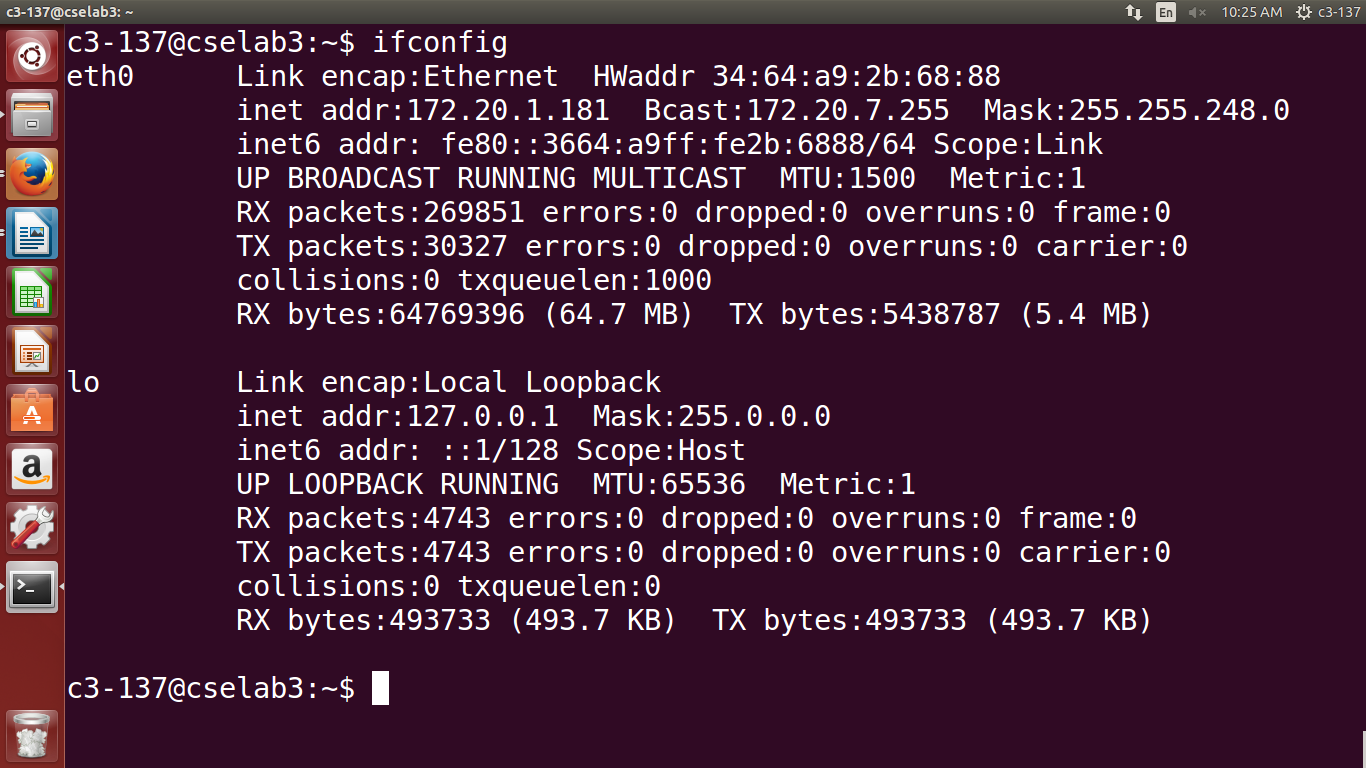 c3-137@cselab3: ~
En
10:25 AM
c3-137
c3-137@cselab3:~$ ifconfig
eth0      Link encap:Ethernet  HWaddr 34:64:a9:2b:68:88
          inet addr:172.20.1.181  Bcast:172.20.7.255  Mask:255.255.248.0
          inet6 addr: fe80::3664:a9ff:fe2b:6888/64 Scope:Link
          UP BROADCAST RUNNING MULTICAST  MTU:1500  Metric:1
          RX packets:269851 errors:0 dropped:0 overruns:0 frame:0
          TX packets:30327 errors:0 dropped:0 overruns:0 carrier:0
          collisions:0 txqueuelen:1000
          RX bytes:64769396 (64.7 MB)  TX bytes:5438787 (5.4 MB)

lo        Link encap:Local Loopback
          inet addr:127.0.0.1  Mask:255.0.0.0
          inet6 addr: ::1/128 Scope:Host
          UP LOOPBACK RUNNING  MTU:65536  Metric:1
          RX packets:4743 errors:0 dropped:0 overruns:0 frame:0
          TX packets:4743 errors:0 dropped:0 overruns:0 carrier:0
          collisions:0 txqueuelen:0
          RX bytes:493733 (493.7 KB)  TX bytes:493733 (493.7 KB)

c3-137@cselab3:~$